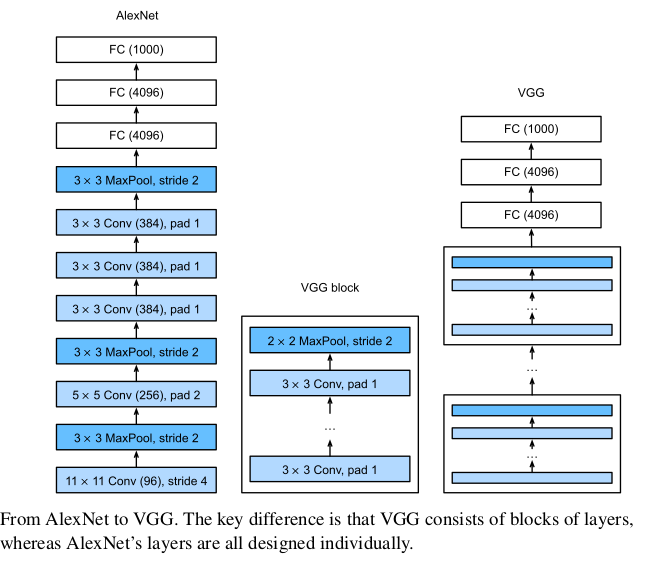 AlexNet
FC (1000)
FC (4096)
FC (4096)
3 × 3 MaxPool, stride 2
3 × 3 Conv (384), pad 1
3 × 3 Conv (384), pad 1
3 × 3 Conv (384), pad 1
3 × 3 MaxPool, stride 2
5 × 5 Conv (256), pad 2
3 × 3 MaxPool, stride 2
11 × 11 Conv (96), stride 4
VGG block
2 × 2 MaxPool, stride 2
3 × 3 Conv, pad 1
...
3 × 3 Conv, pad 1
VGG
FC (1000)
FC (4096)
FC (4096)
...
...
...
From AlexNet to VGG. The key difference is that VGG consists of blocks of layers,
whereas AlexNet’s layers are all designed individually.